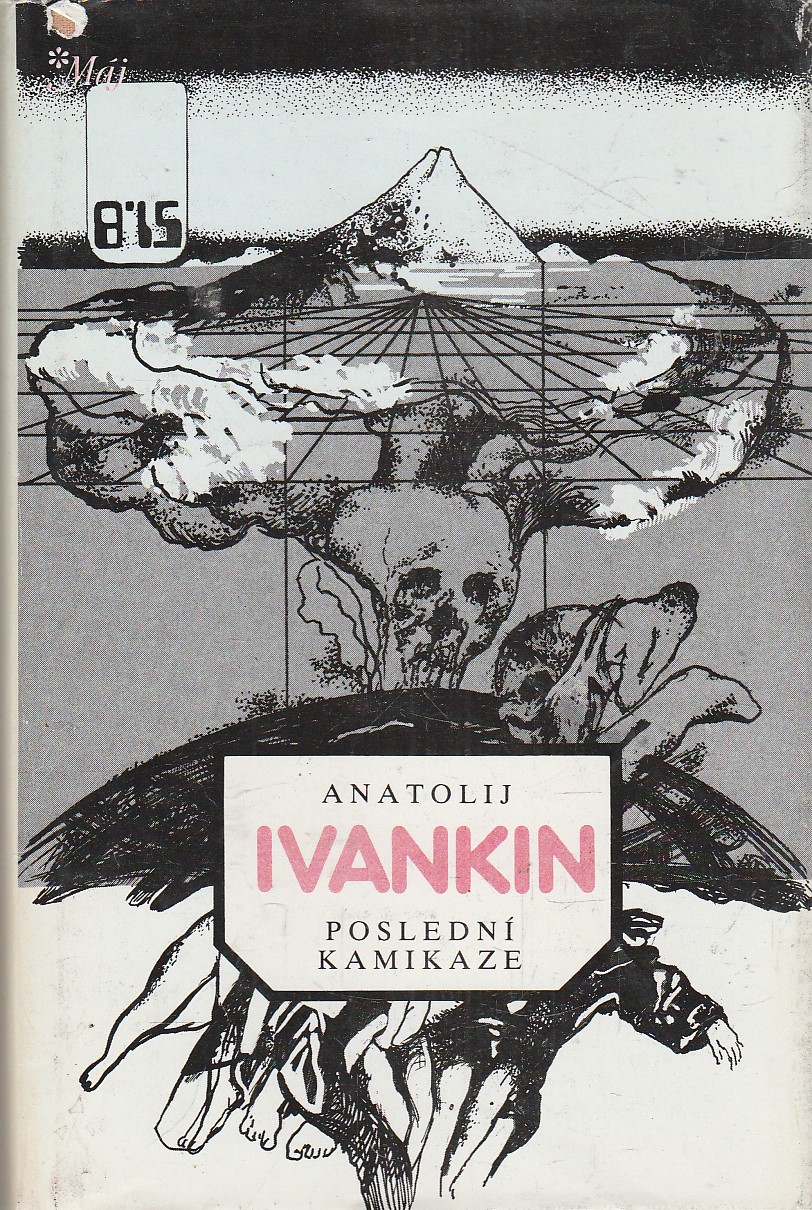 *Máj
8'15
ANATOLIJ
IVANKIN
POSLEDNÍ
KAMIKAZE